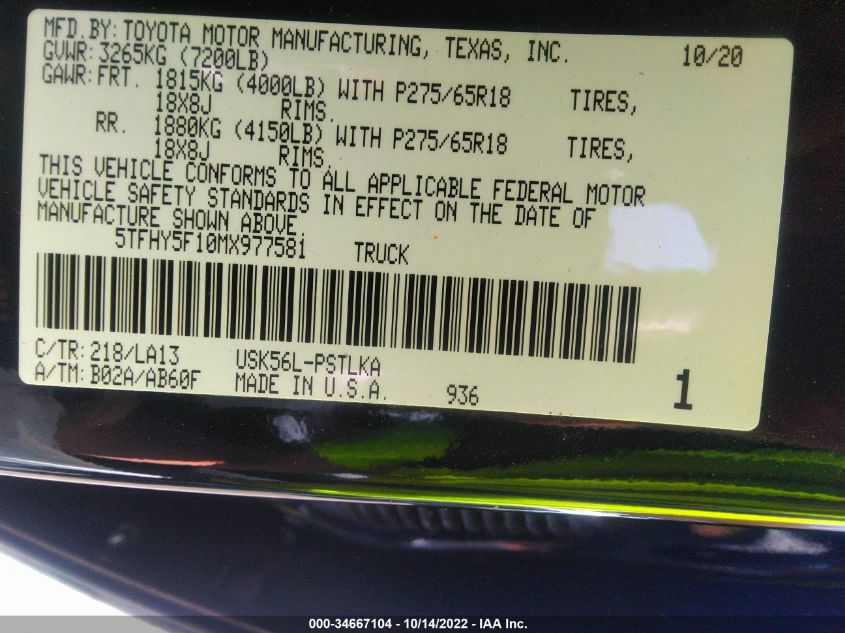 MFD.BY:TOYOTA MOTOR MANUFACTURING, TEXAS, INC. 10/20
GVWR:3265KG (7200LB)
GAWR:FRT. 1815KG (4000LB) WITH P275/65R18 TIRES,
18X8J RIMS.
RR. 1880KG (4150LB) WITH P275/65R18 TIRES,
18X8J RIMS.
THIS VEHICLE CONFORMS TO ALL APPLICABLE FEDERAL MOTOR
VEHICLE SAFETY STANDARDS IN EFFECT ON THE DATE OF
MANUFACTURE SHOWN ABOVE.
5TFHY5F10MX977581 TRUCK
C/TR:218/LA13 USK56L-PSTLKA
A/TM:B02A/AB60F MADE IN U.S.A. 936 1
000-34667104 - 10/14/2022 - IAA Inc.